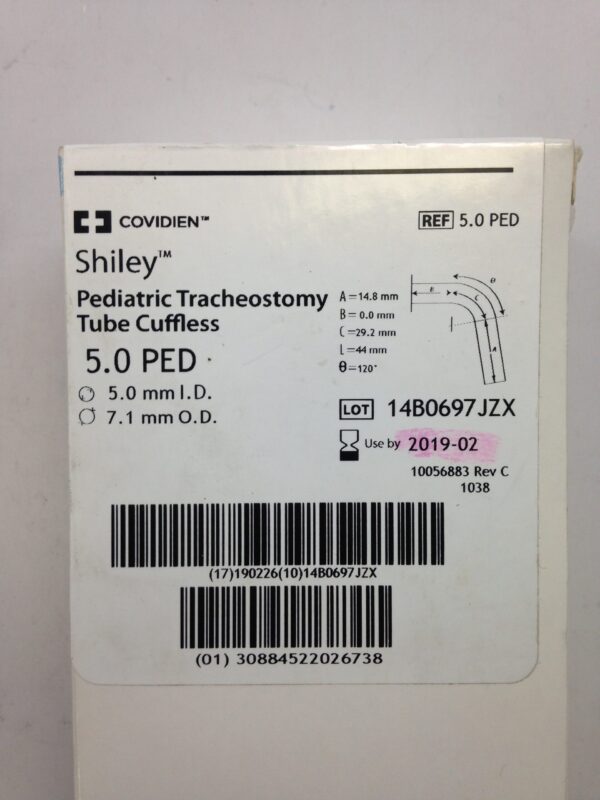 COVIDIEN™
REF 5.0 PED
Shiley™
Pediatric Tracheostomy
Tube Cuffless
5.0 PED
5.0 mm I.D.
7.1 mm O.D.
A=14.8 mm
B= 0.0 mm
C=29.2 mm
L=44 mm
θ=120°
B
C
θ
A
LOT 14B0697JZX
Use by 2019-02
10056883 Rev C
1038
(17)190226(10)14B0697JZX
(01) 30884522026738